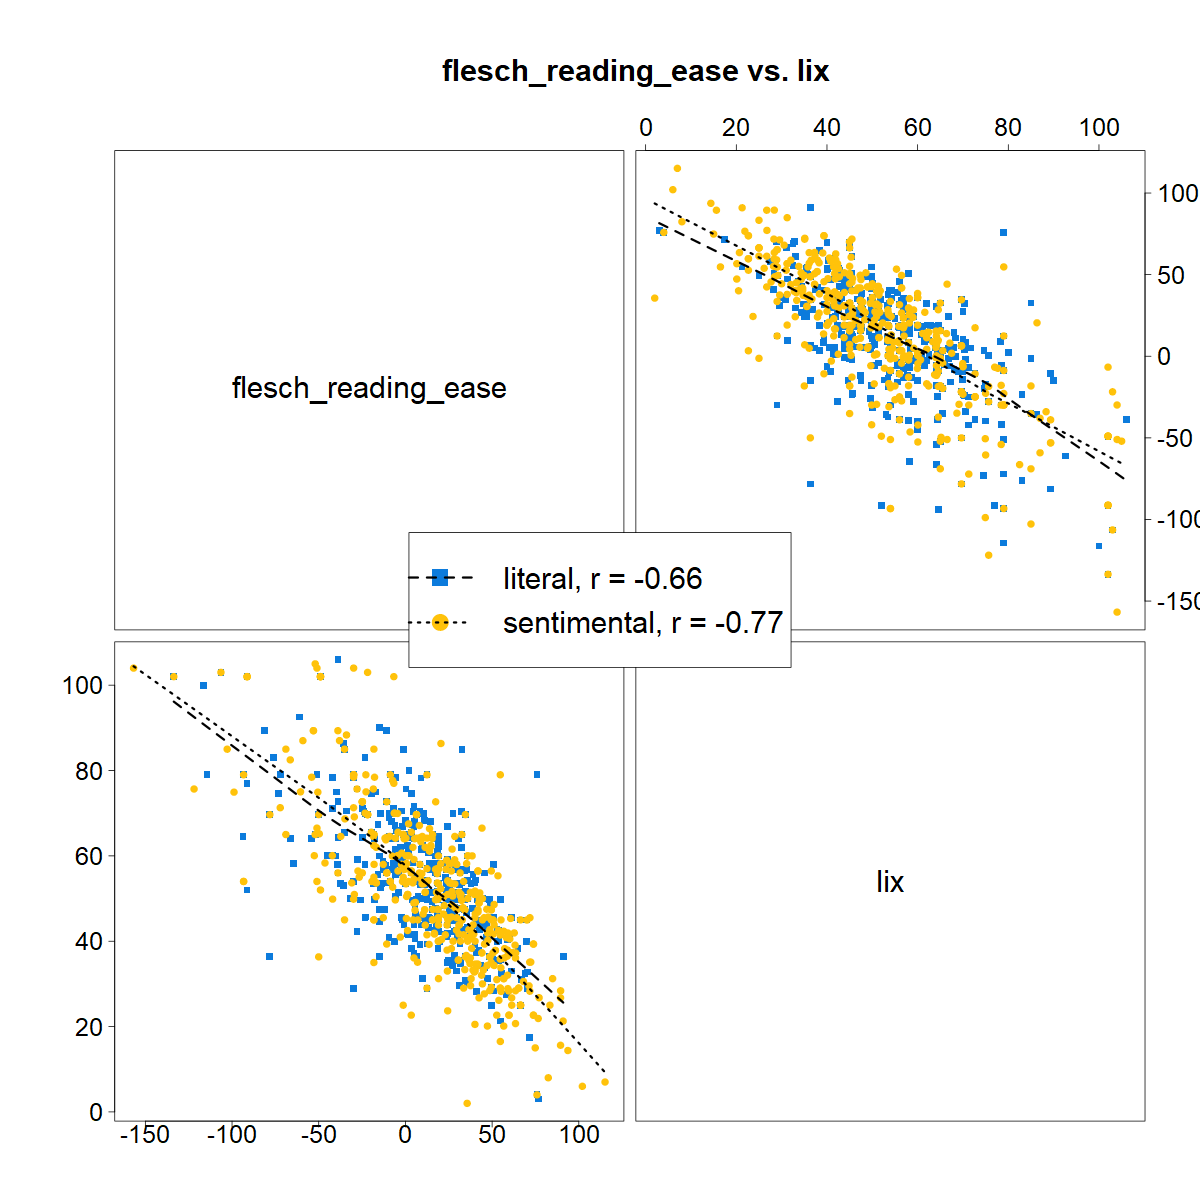 flesch_reading_ease vs. lix
0 20 40 60 80 100
100
50
0
-50
-100
-150
flesch_reading_ease
literal, r = -0.66
sentimental, r = -0.77
100
80
60
40
20
0
lix
-150 -100 -50 0 50 100